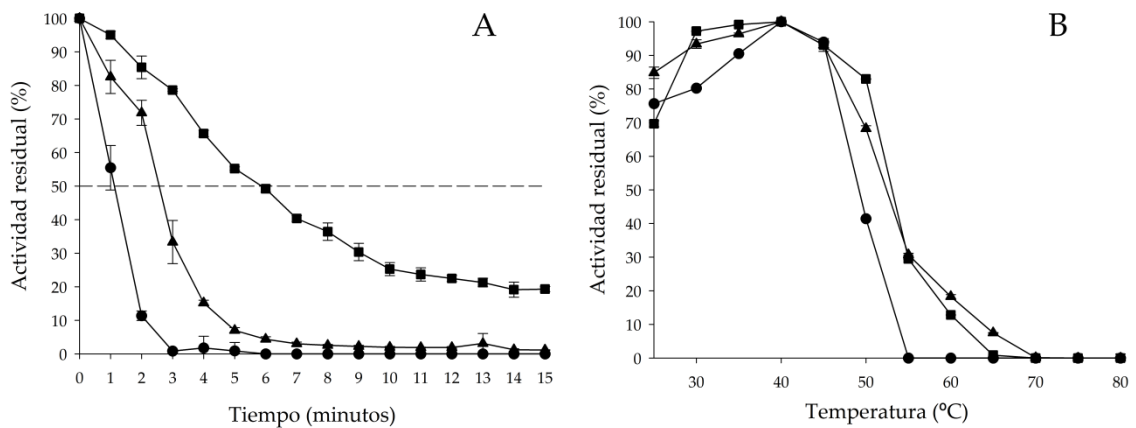 A
Actividad residual (%)
100
90
80
70
60
50
40
30
20
10
0
0 1 2 3 4 5 6 7 8 9 10 11 12 13 14 15
Tiempo (minutos)
B
Actividad residual (%)
100
90
80
70
60
50
40
30
20
10
0
30 40 50 60 70 80
Temperatura (ºC)